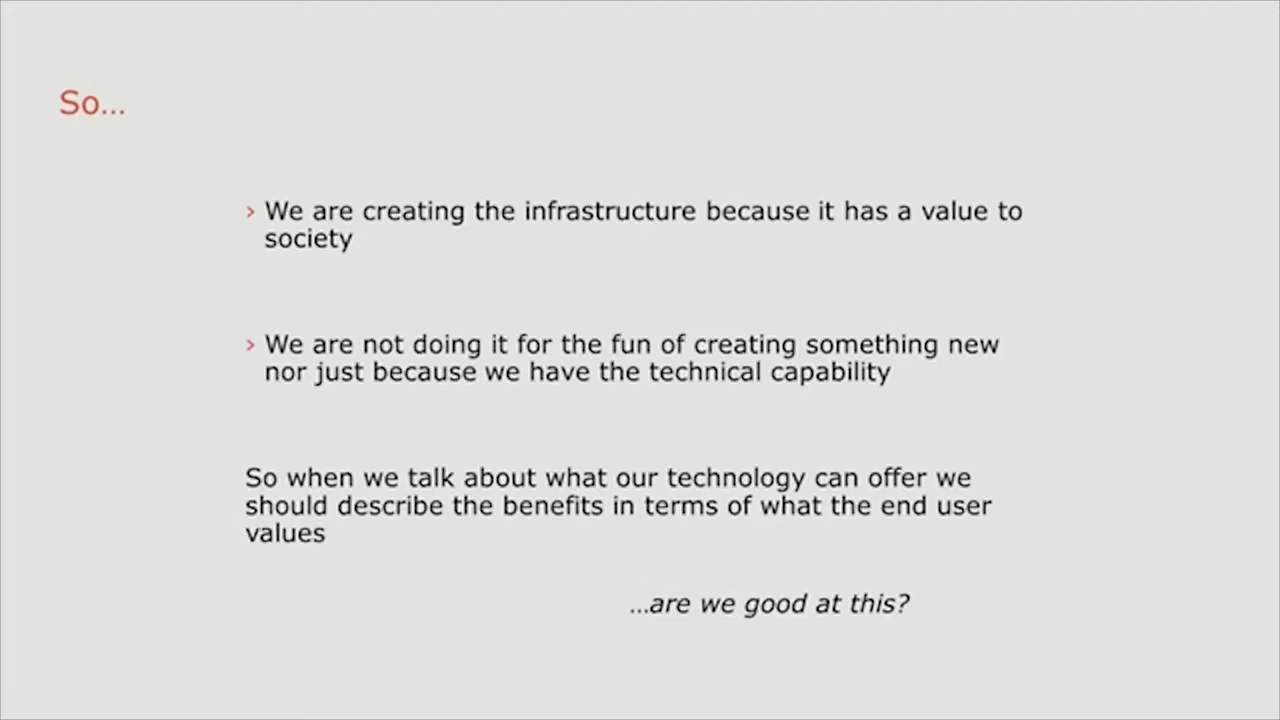 So...
› We are creating the infrastructure because it has a value to
society
› We are not doing it for the fun of creating something new
nor just because we have the technical capability
So when we talk about what our technology can offer we
should describe the benefits in terms of what the end user
values
...are we good at this?